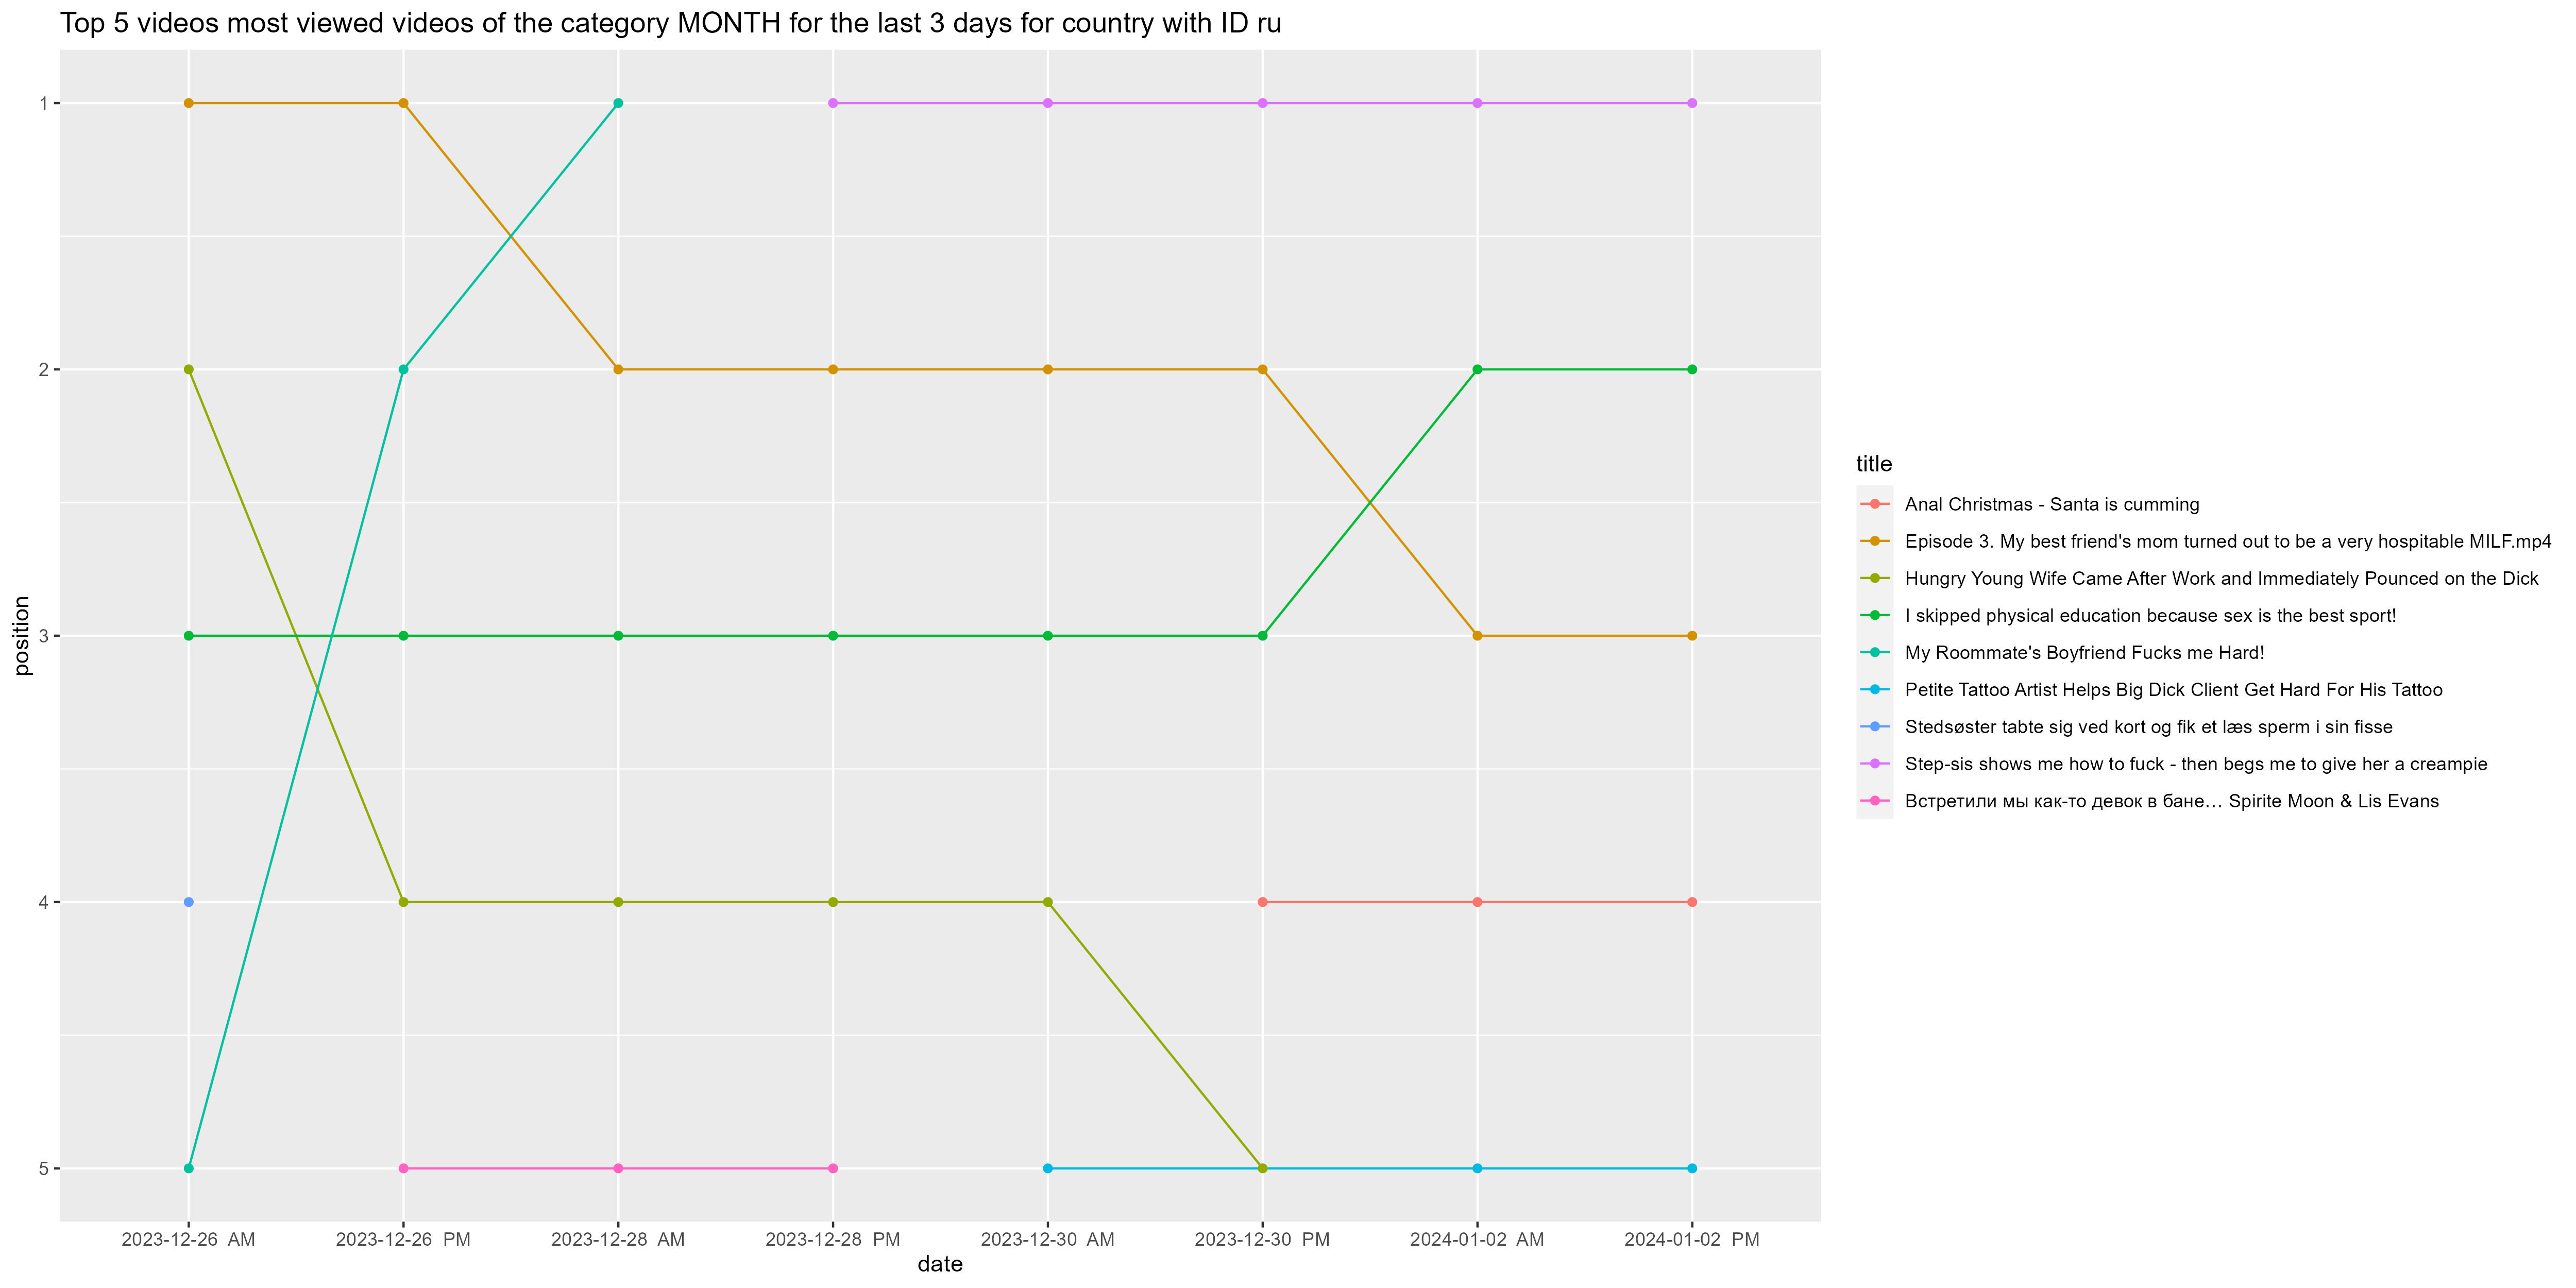 Top 5 videos most viewed videos of the category MONTH for the last 3 days for country with ID ru
position
1
2
3
4
5
2023-12-26 AM
2023-12-26 PM
2023-12-28 AM
2023-12-28 PM
2023-12-30 AM
2023-12-30 PM
2024-01-02 AM
2024-01-02 PM
date
title
Anal Christmas - Santa is cumming
Episode 3. My best friend's mom turned out to be a very hospitable MILF.mp4
Hungry Young Wife Came After Work and Immediately Pounced on the Dick
I skipped physical education because sex is the best sport!
My Roommate's Boyfriend Fucks me Hard!
Petite Tattoo Artist Helps Big Dick Client Get Hard For His Tattoo
Stedsøster tabte sig ved kort og fik et læs sperm i sin fisse
Step-sis shows me how to fuck - then begs me to give her a creampie
Встретили мы как-то девок в бане… Spirite Moon & Lis Evans